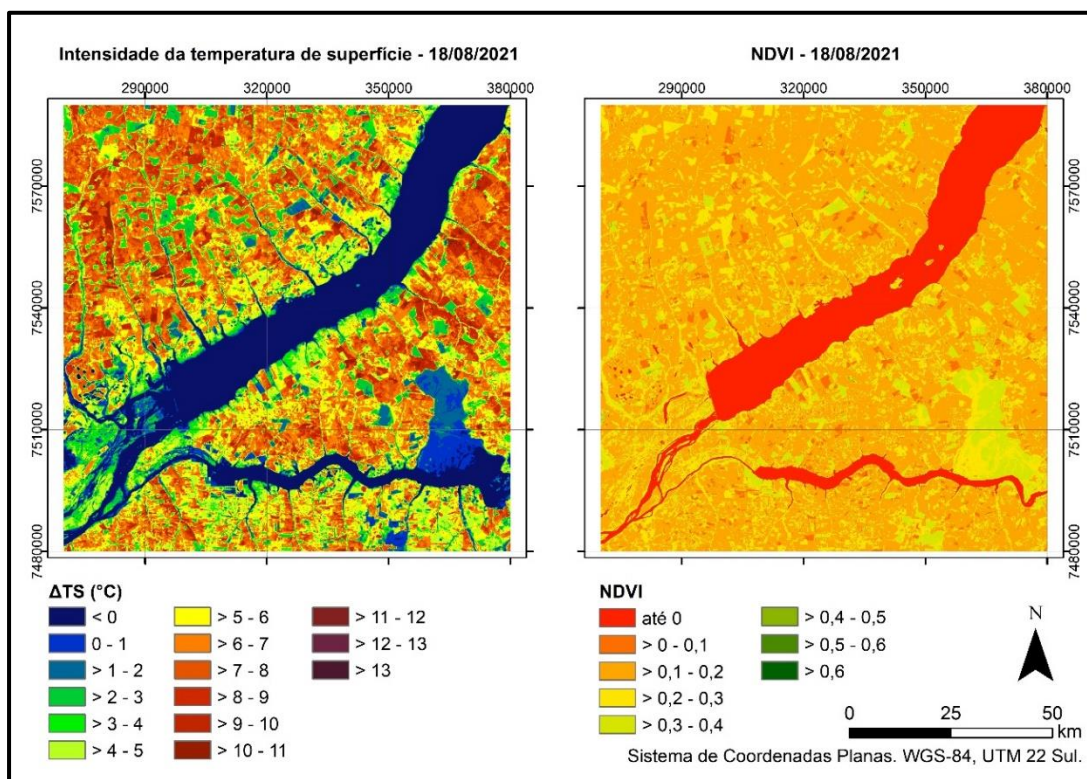 Intensidade da temperatura de superfície - 18/08/2021
290000 320000 350000 380000
7570000
7540000
7510000
7480000
ΔTS (°C)
< 0
0 - 1
> 1 - 2
> 2 - 3
> 3 - 4
> 4 - 5
> 5 - 6
> 6 - 7
> 7 - 8
> 8 - 9
> 9 - 10
> 10 - 11
> 11 - 12
> 12 - 13
> 13
NDVI - 18/08/2021
290000 320000 350000 380000
7570000
7540000
7510000
7480000
NDVI
até 0
> 0 - 0,1
> 0,1 - 0,2
> 0,2 - 0,3
> 0,3 - 0,4
> 0,4 - 0,5
> 0,5 - 0,6
> 0,6
N
0 25 50
km
Sistema de Coordenadas Planas. WGS-84, UTM 22 Sul.